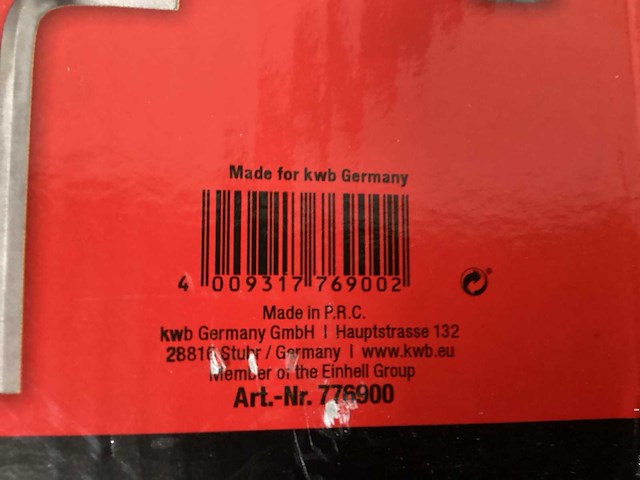 Made for kwb Germany
4 009317 769002
Made in P.R.C.
kwb Germany GmbH | Hauptstrasse 132
28816 Stuhr / Germany | www.kwb.eu
Member of the Einhell Group
Art.-Nr. 776900